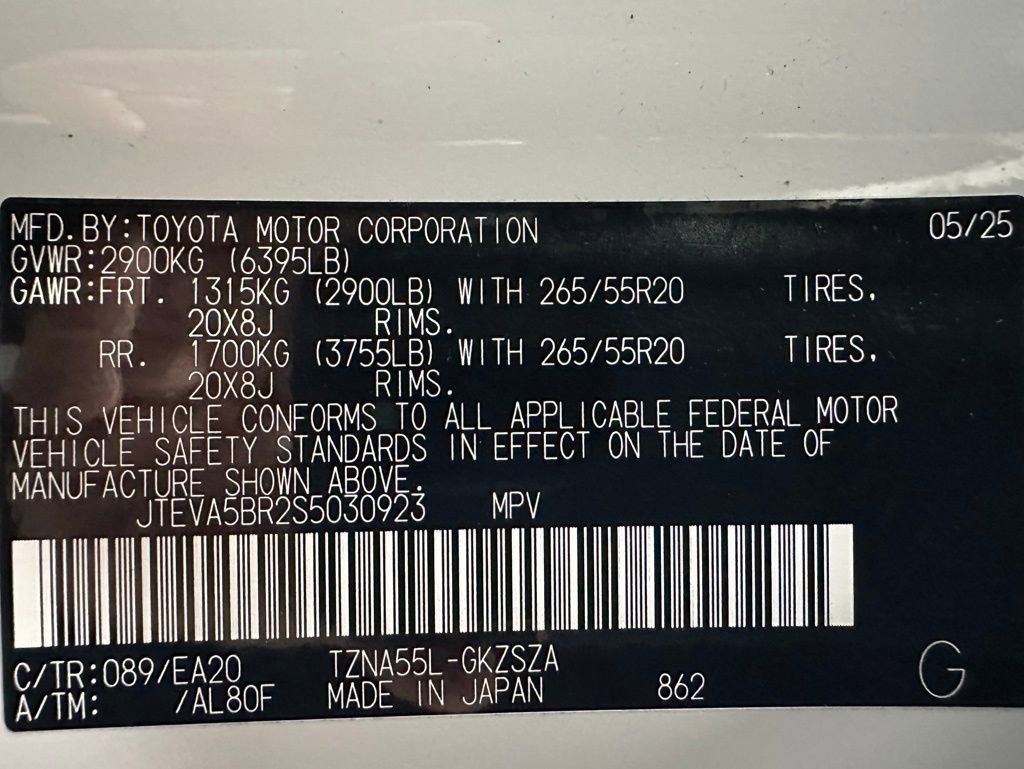 MFD. BY: TOYOTA MOTOR CORPORATION 05/25
GVWR: 2900KG (6395LB)
GAWR: FRT. 1315KG (2900LB) WITH 265/55R20 TIRES,
20X8J RIMS.
RR. 1700KG (3755LB) WITH 265/55R20 TIRES,
20X8J RIMS.
THIS VEHICLE CONFORMS TO ALL APPLICABLE FEDERAL MOTOR
VEHICLE SAFETY STANDARDS IN EFFECT ON THE DATE OF
MANUFACTURE SHOWN ABOVE.
JTEVA5BR2S5030923 MPV
C/TR: 089/EA20 TZNA55L-GKZSZA
A/TM: /AL80F MADE IN JAPAN 862 G